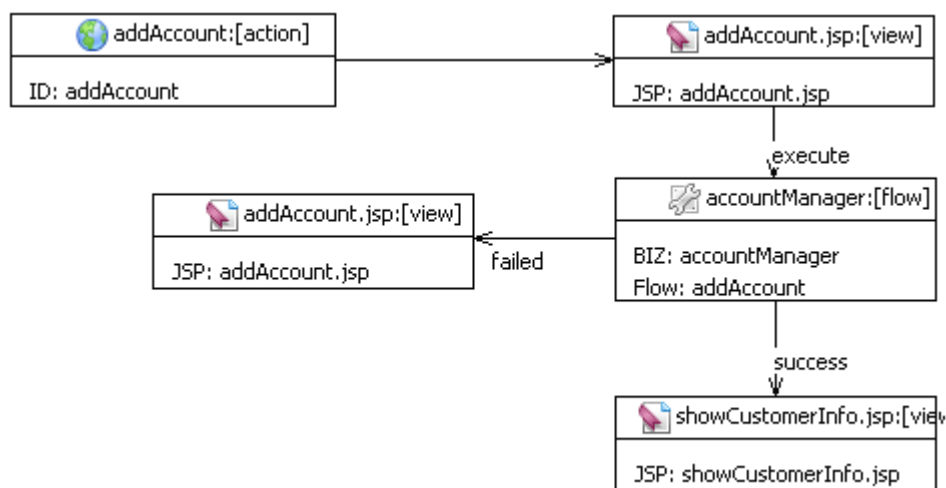 addAccount:[action]
ID: addAccount
addAccount.jsp:[view]
JSP: addAccount.jsp
execute
accountManager:[flow]
BIZ: accountManager
Flow: addAccount
failed
addAccount.jsp:[view]
JSP: addAccount.jsp
success
showCustomerInfo.jsp:[view
JSP: showCustomerInfo.jsp